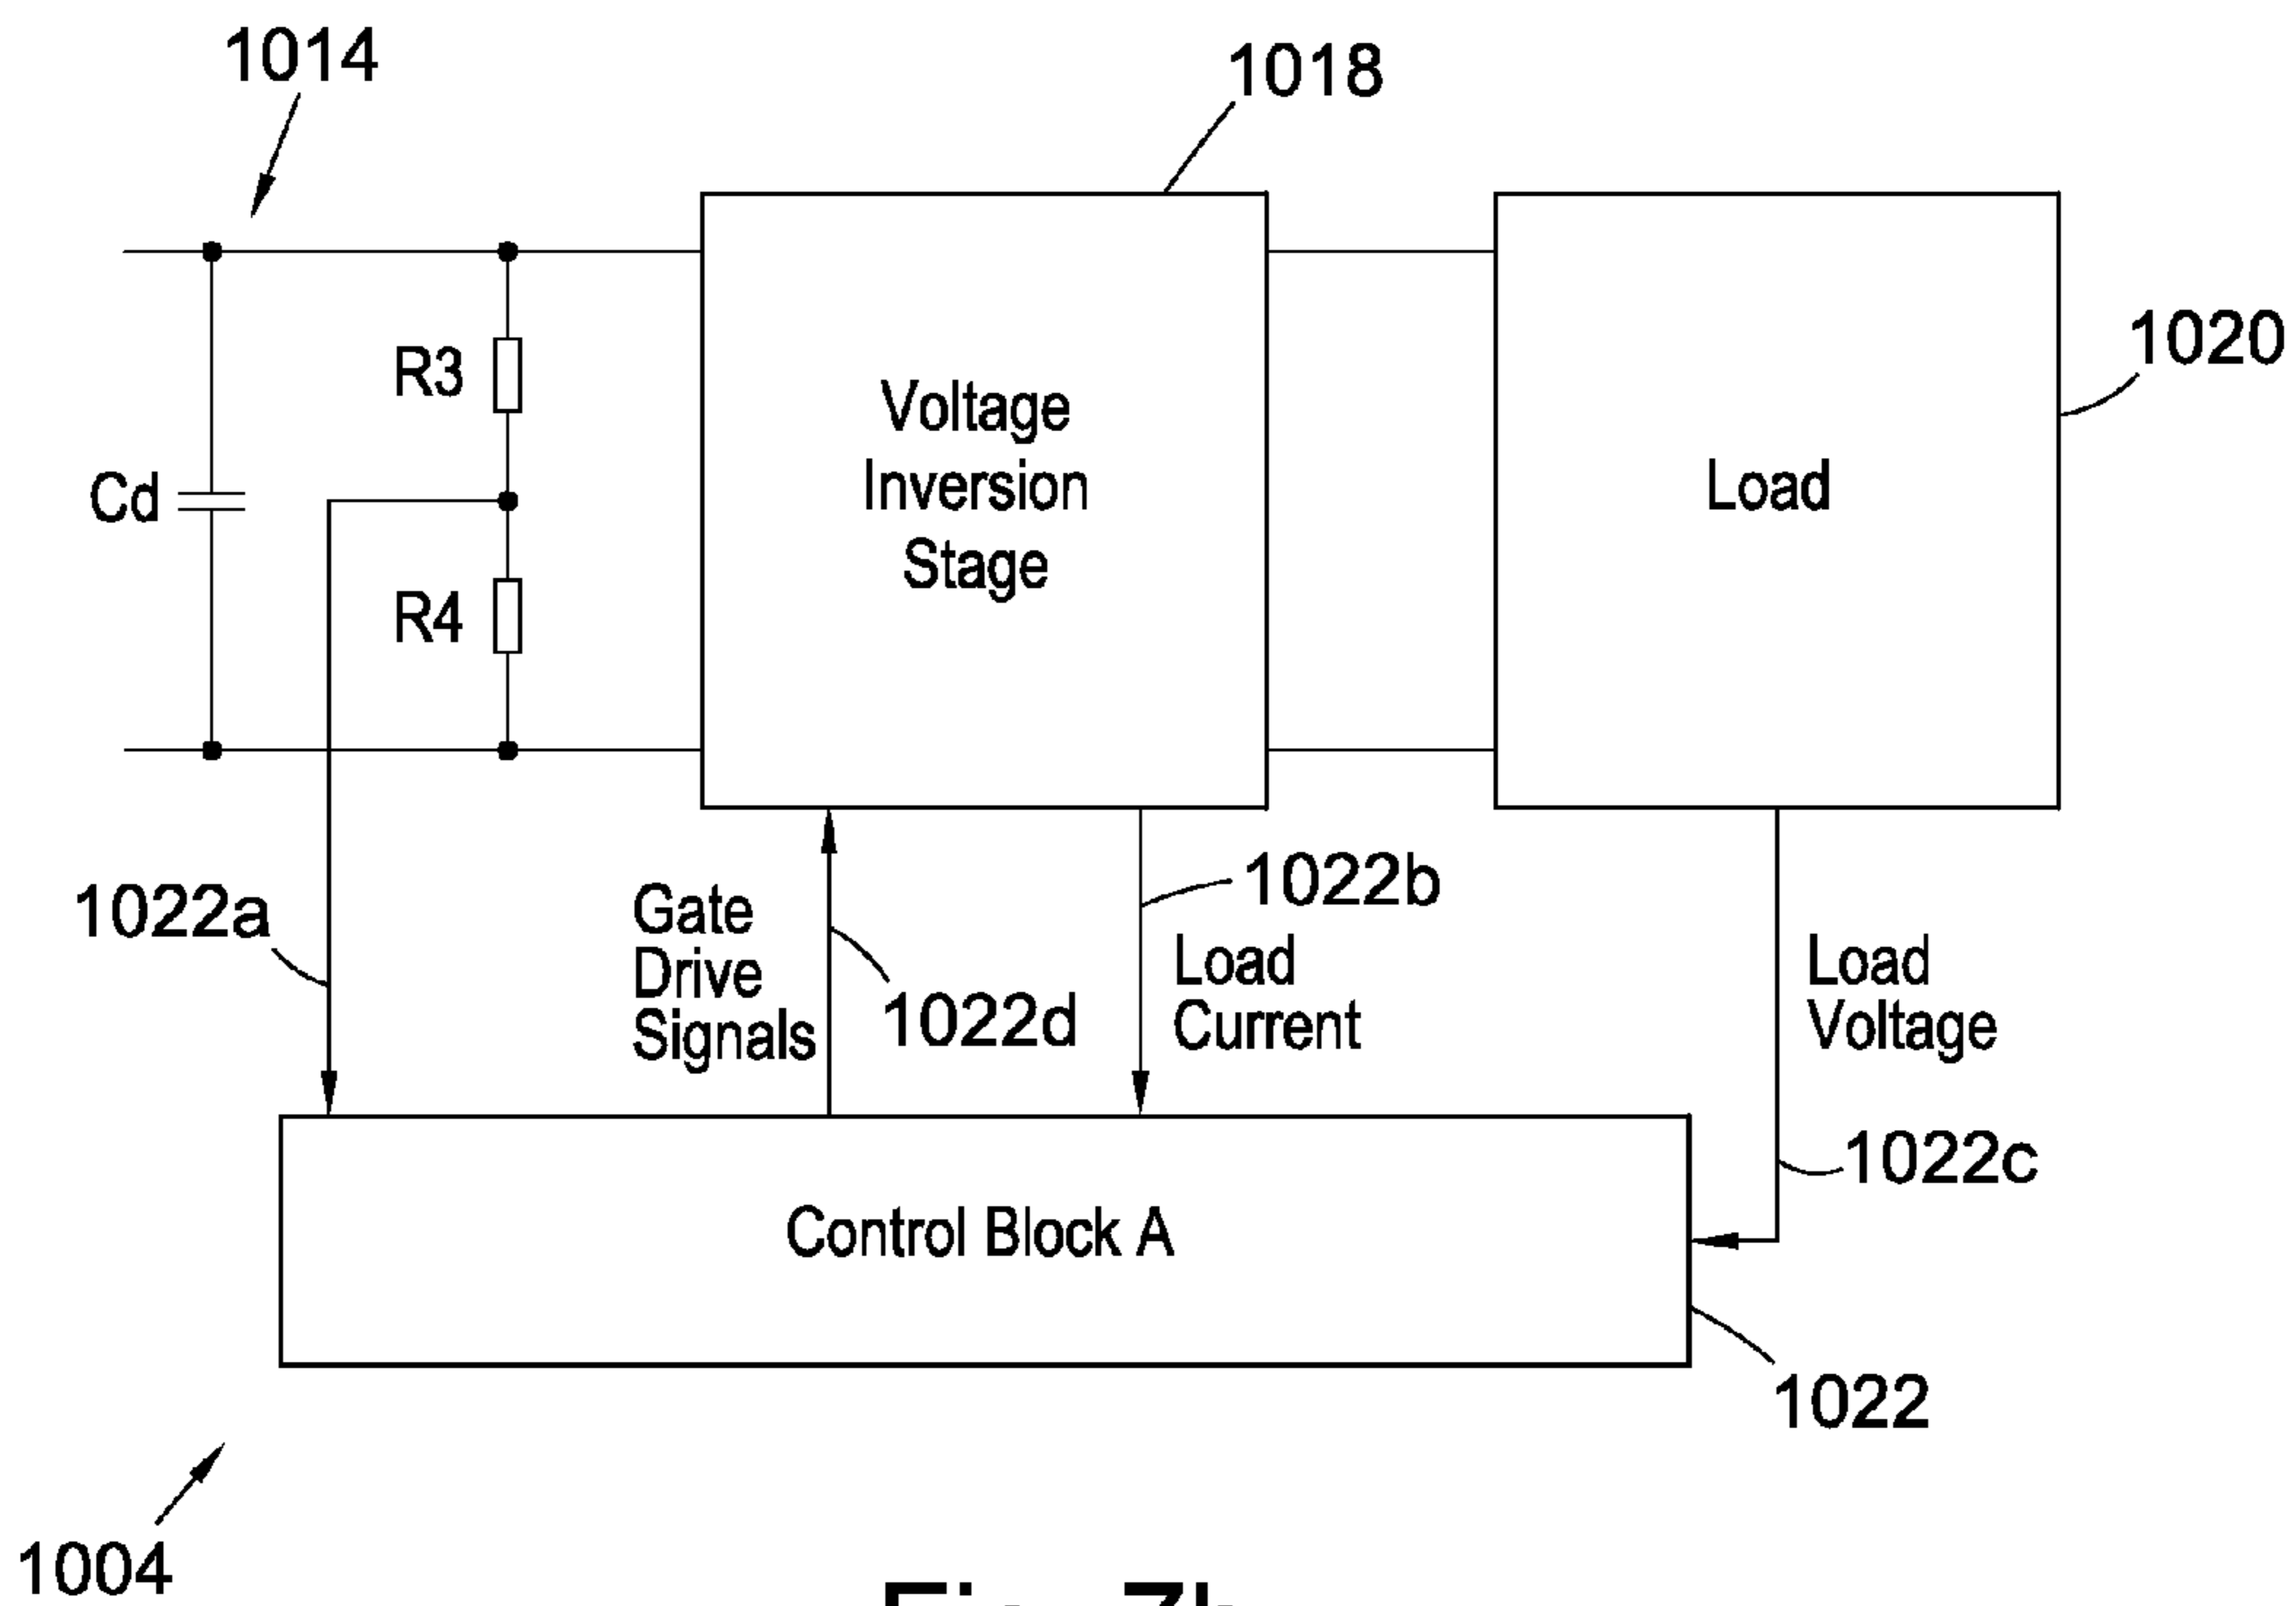 1014
1018
1020
R3
Cd
R4
Voltage
Inversion
Stage
Load
1022a
Gate
Drive
Signals
1022d
1022b
Load
Current
Load
Voltage
1022c
Control Block A
1022
1004